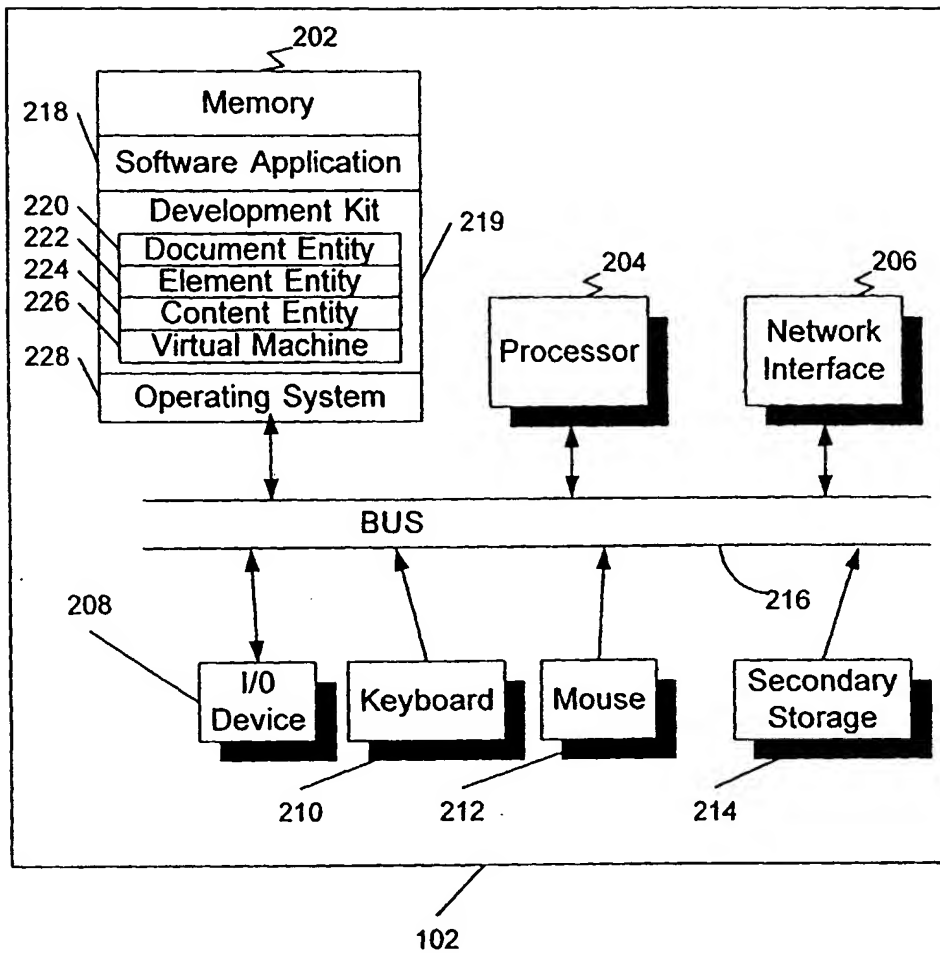 202
Memory
218
Software Application
Development Kit
220
219
Document Entity
222
Element Entity
224
Content Entity
226
Virtual Machine
228
Operating System
204
Processor
206
Network
Interface
BUS
216
208
I/0
Device
Keyboard
Mouse
Secondary
Storage
210
212
214
102